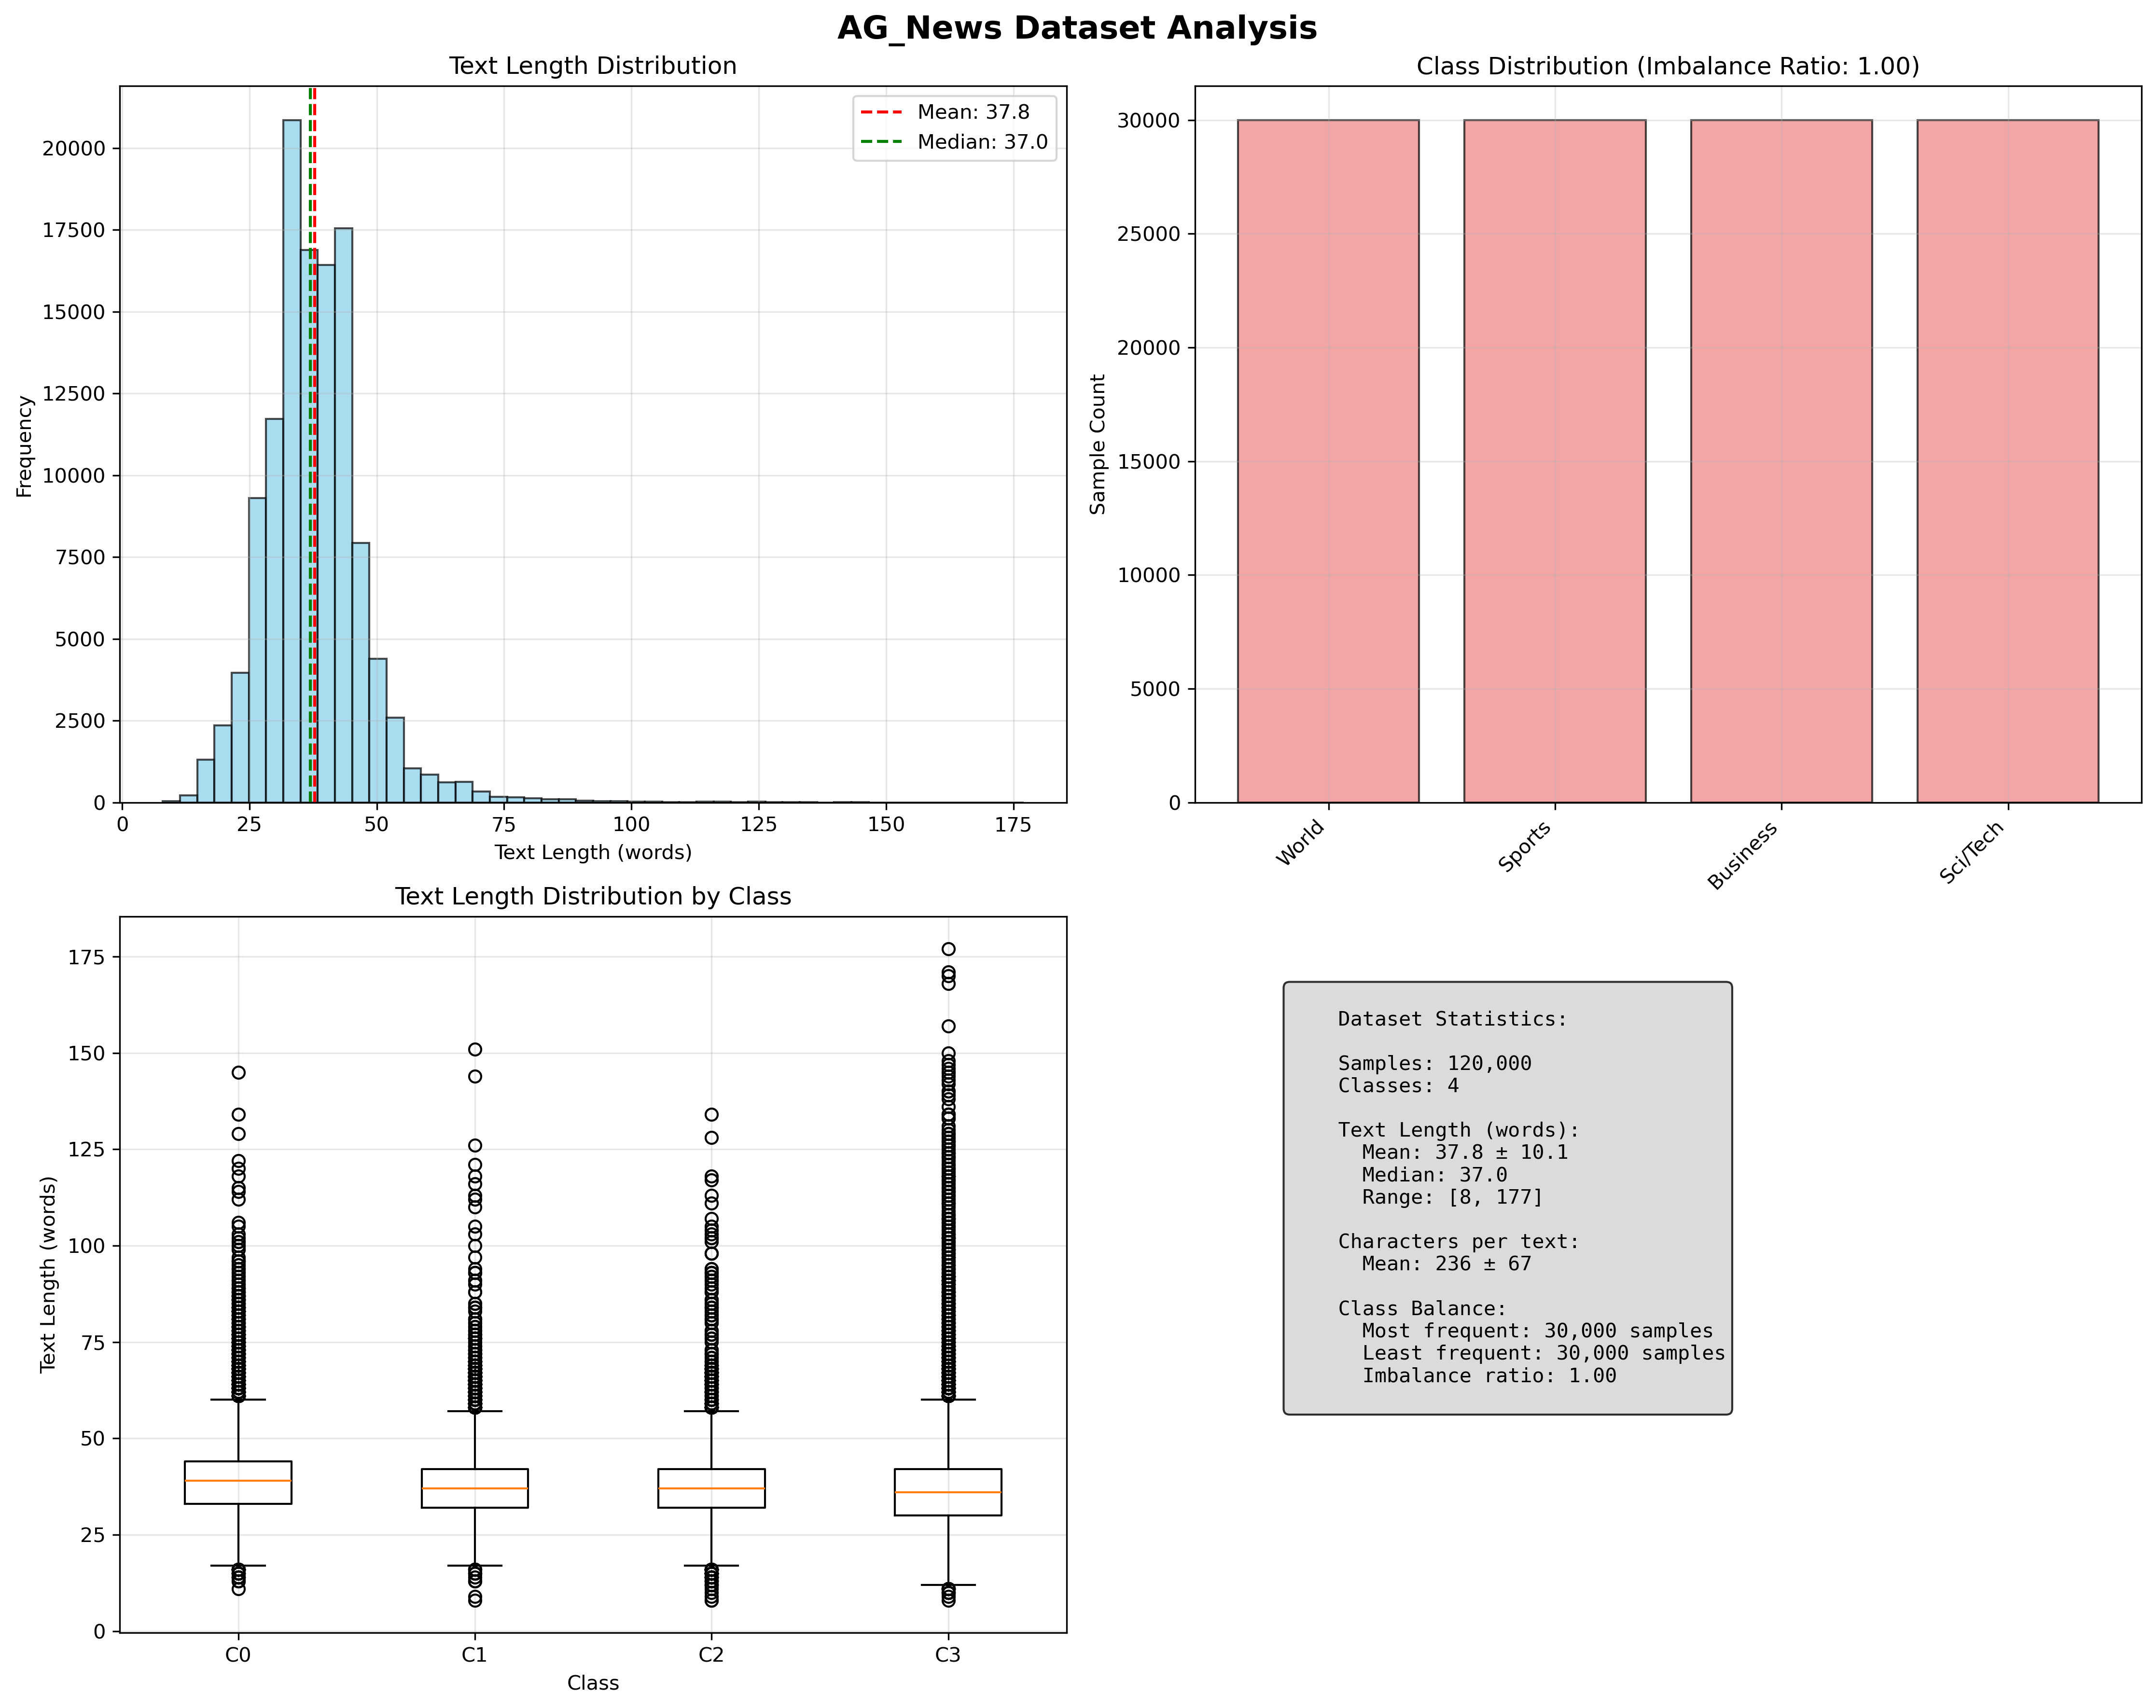 AG_News Dataset Analysis
Text Length Distribution
Mean: 37.8
Median: 37.0
20000
17500
15000
12500
10000
7500
5000
2500
0
Frequency
0 25 50 75 100 125 150 175
Text Length (words)
Class Distribution (Imbalance Ratio: 1.00)
30000
25000
20000
15000
10000
5000
0
Sample Count
World Sports Business Sci/Tech
Text Length Distribution by Class
175
150
125
100
75
50
25
0
Text Length (words)
C0 C1 C2 C3
Class
Dataset Statistics:
Samples: 120,000
Classes: 4
Text Length (words):
Mean: 37.8 ± 10.1
Median: 37.0
Range: [8, 177]
Characters per text:
Mean: 236 ± 67
Class Balance:
Most frequent: 30,000 samples
Least frequent: 30,000 samples
Imbalance ratio: 1.00